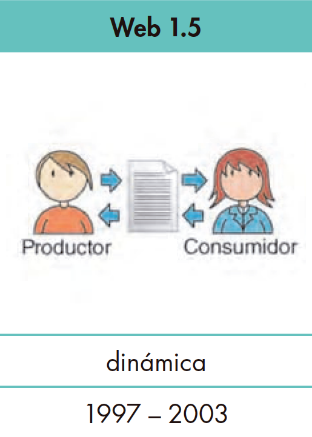 Web 1.5
Productor Consumidor
dinámica
1997 – 2003